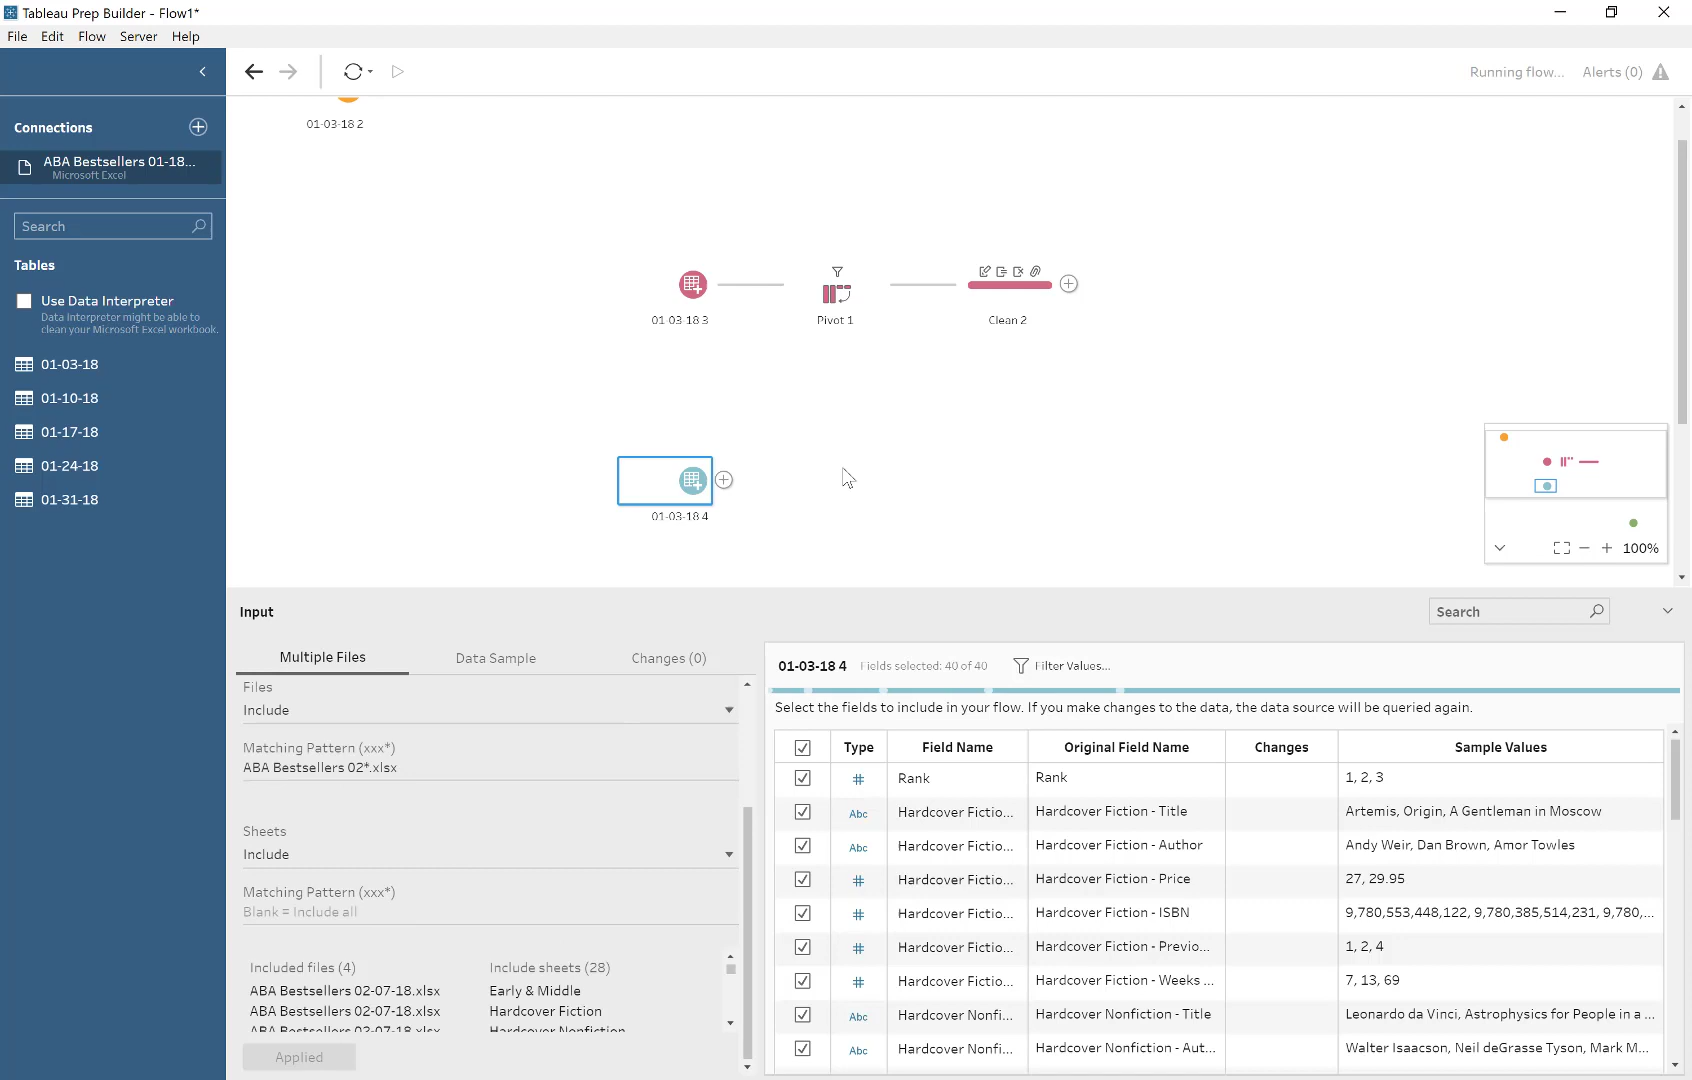 Tableau Prep Builder - Flow1*
File Edit Flow Server Help
Running flow... Alerts (0)
Connections
ABA Bestsellers 01-18...
Microsoft Excel
Search
Tables
Use Data Interpreter
Data Interpreter might be able to
clean your Microsoft Excel workbook.
01-03-18
01-10-18
01-17-18
01-24-18
01-31-18
01-03-18 2
01-03-18 3
Pivot 1
Clean 2
01-03-18 4
100%
Input
Search
Multiple Files Data Sample Changes (0)
Files
Include
Matching Pattern (xxx*)
ABA Bestsellers 02*.xlsx
Sheets
Include
Matching Pattern (xxx*)
Blank = Include all
Included files (4) Include sheets (28)
ABA Bestsellers 02-07-18.xlsx Early & Middle
ABA Bestsellers 02-07-18.xlsx Hardcover Fiction
ABA Bestsellers 02-07-18.xlsx Hardcover Nonfiction
Applied
01-03-18 4 Fields selected: 40 of 40 Filter Values...
Select the fields to include in your flow. If you make changes to the data, the data source will be queried again.
Type Field Name Original Field Name Changes Sample Values
# Rank Rank 1, 2, 3
Abc Hardcover Fictio... Hardcover Fiction - Title Artemis, Origin, A Gentleman in Moscow
Abc Hardcover Fictio... Hardcover Fiction - Author Andy Weir, Dan Brown, Amor Towles
# Hardcover Fictio... Hardcover Fiction - Price 27, 29.95
# Hardcover Fictio... Hardcover Fiction - ISBN 9,780,553,448,122, 9,780,385,514,231, 9,780,...
# Hardcover Fictio... Hardcover Fiction - Previo... 1, 2, 4
# Hardcover Fictio... Hardcover Fiction - Weeks ... 7, 13, 69
Abc Hardcover Nonfi... Hardcover Nonfiction - Title Leonardo da Vinci, Astrophysics for People in a ...
Abc Hardcover Nonfi... Hardcover Nonfiction - Aut... Walter Isaacson, Neil deGrasse Tyson, Mark M...